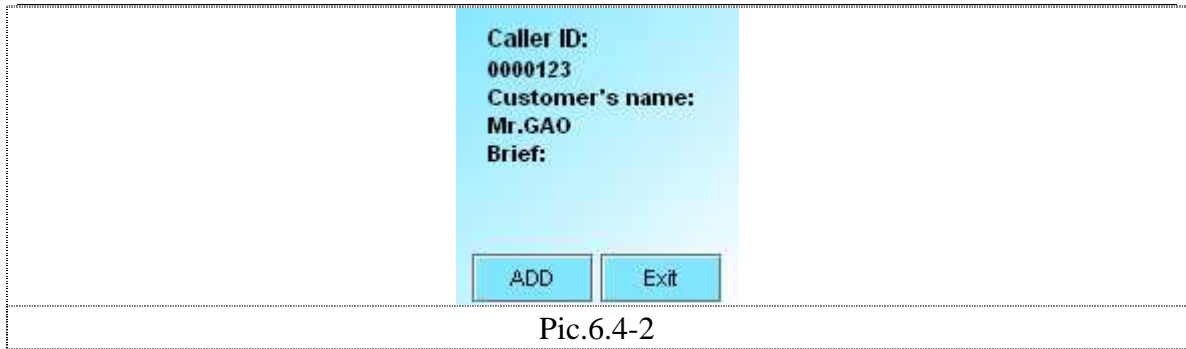 Caller ID:
0000123
Customer's name:
Mr.GAO
Brief:
ADD Exit
Pic.6.4-2